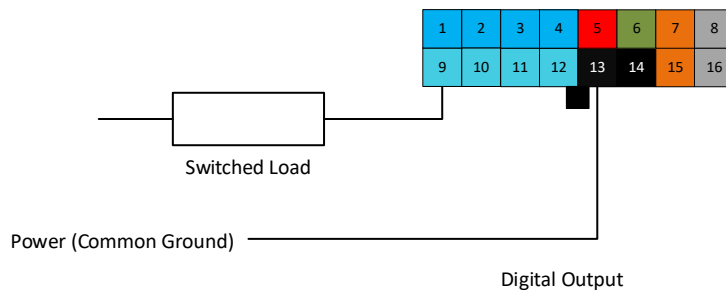 1 2 3 4 5 6 7 8
9 10 11 12 13 14 15 16
Switched Load
Power (Common Ground)
Digital Output